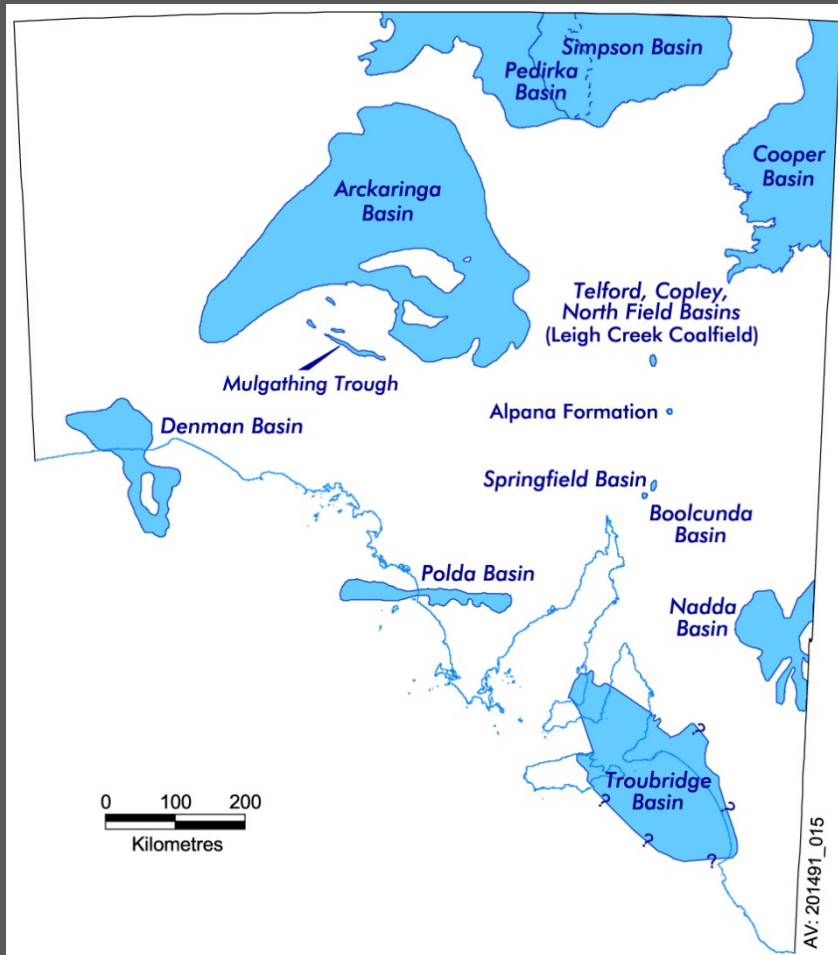 Simpson Basin
Pedirka
Basin
Cooper
Basin
Arckaringa
Basin
Telford, Copley,
North Field Basins
(Leigh Creek Coalfield)
Mulgathing Trough
Alpana Formation
Denman Basin
Springfield Basin
Boolcunda
Basin
Polda Basin
Nadda
Basin
?
Troubridge
Basin
?
?
?
?
0 100 200
Kilometres
AV: 201491_015